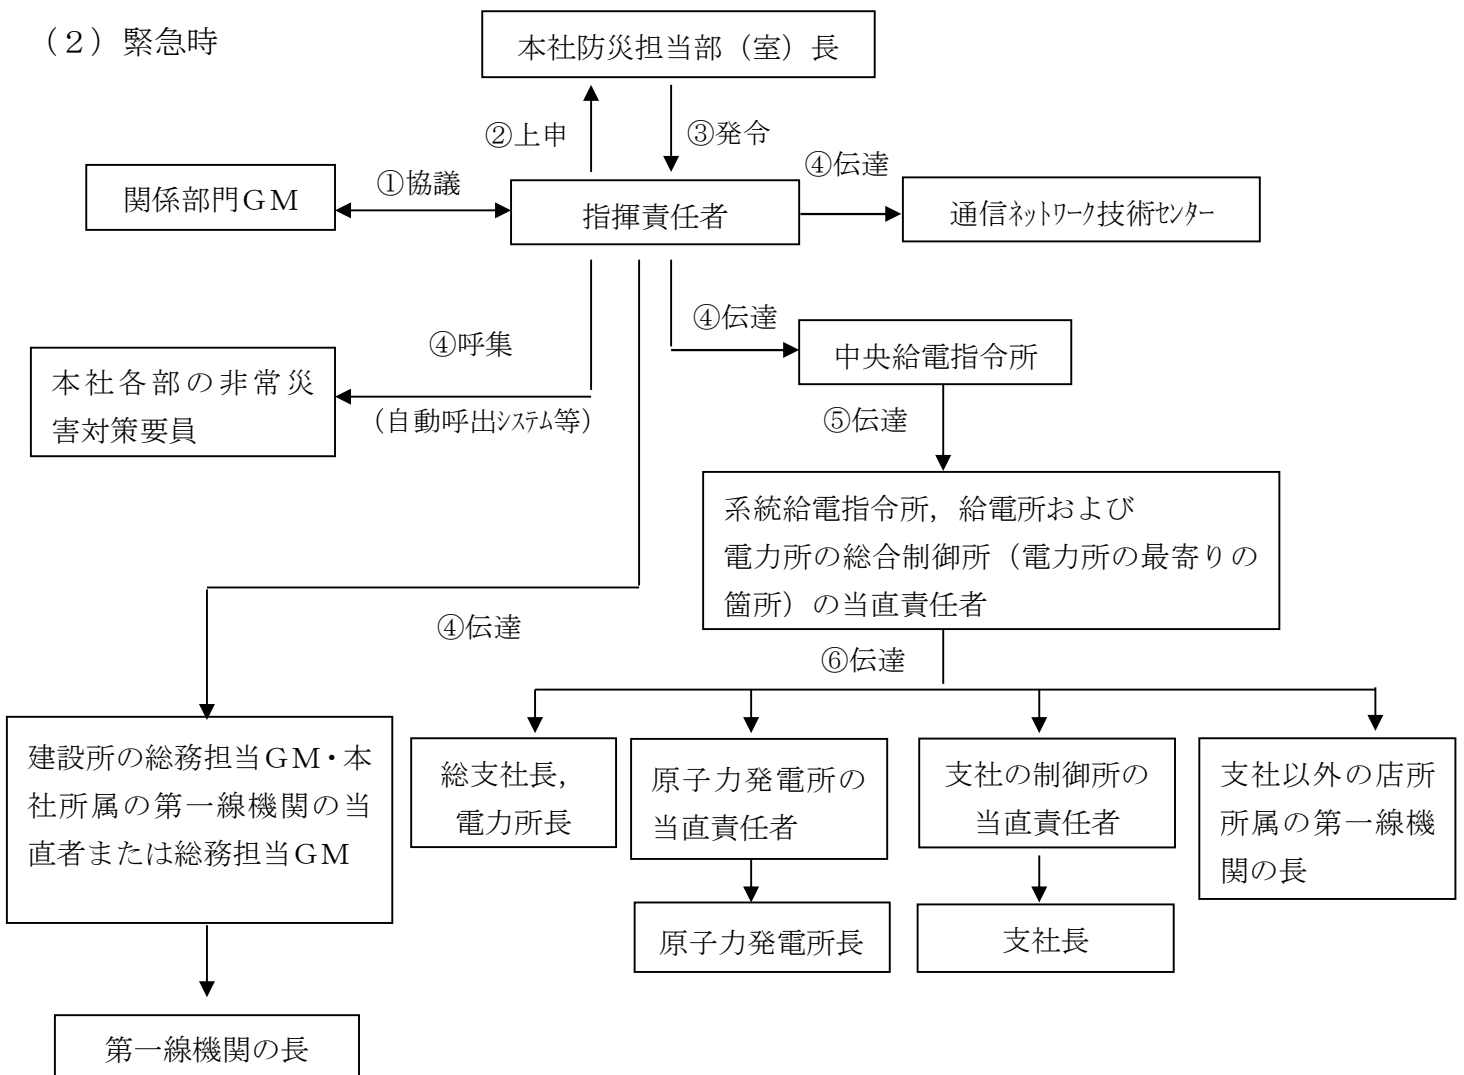 （２）緊急時
本社防災担当部（室）長
②上申
③発令
④伝達
①協議
関係部門ＧＭ
指揮責任者
通信ﾈｯﾄﾜｰｸ技術ｾﾝﾀｰ
④伝達
④呼集
中央給電指令所
本社各部の非常災
害対策要員
（自動呼出ｼｽﾃﾑ等）
⑤伝達
系統給電指令所，給電所および
電力所の総合制御所（電力所の最寄りの
箇所）の当直責任者
④伝達
⑥伝達
建設所の総務担当ＧＭ・本
社所属の第一線機関の当
直者または総務担当ＧＭ
総支社長，
電力所長
原子力発電所の
当直責任者
支社の制御所の
当直責任者
支社以外の店所
所属の第一線機
関の長
原子力発電所長
支社長
第一線機関の長